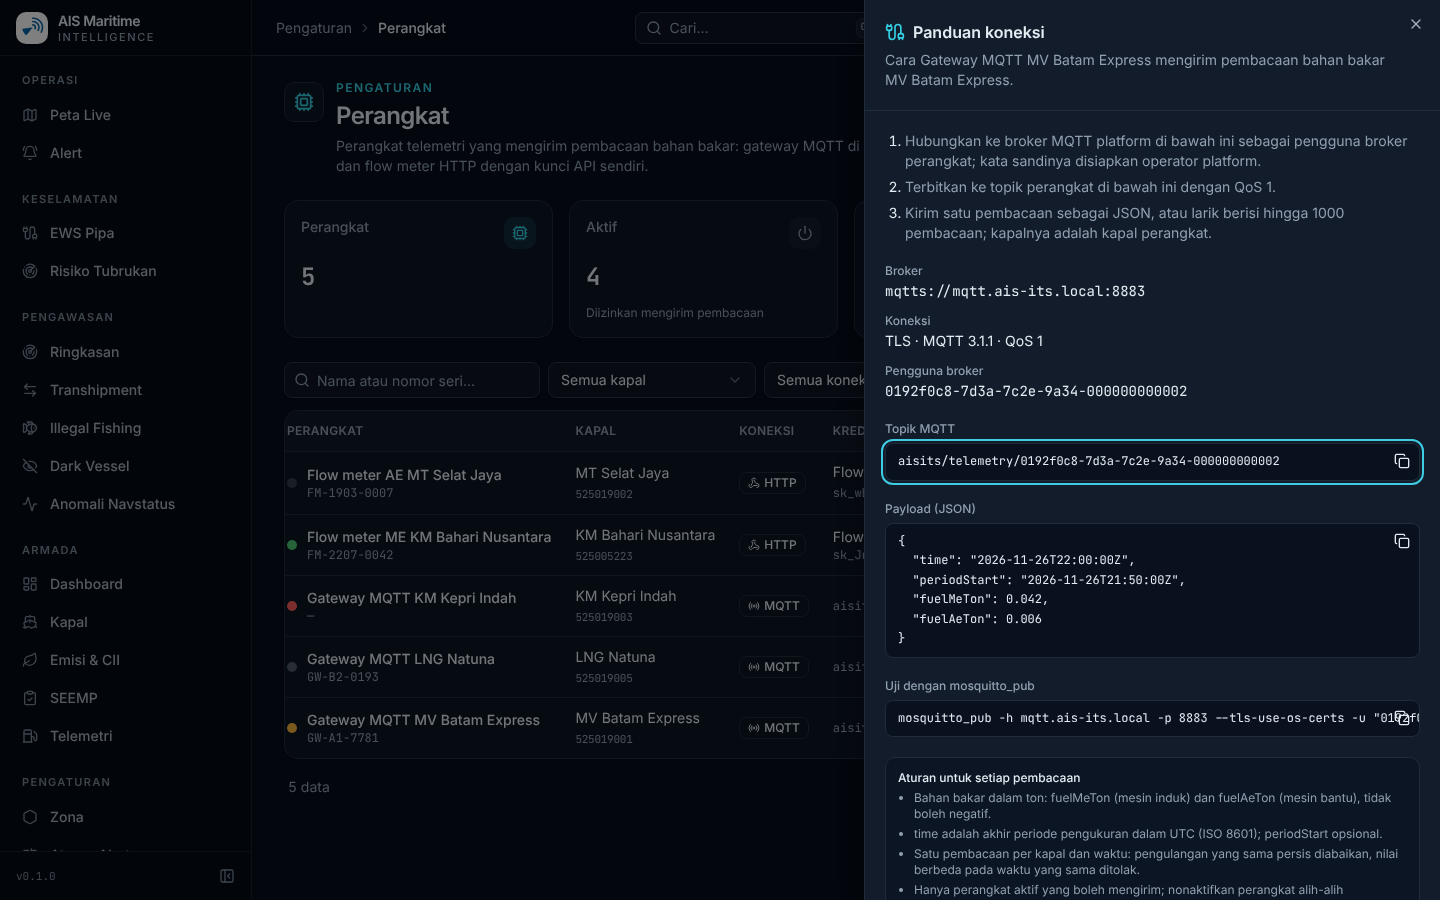 AIS Maritime
INTELLIGENCE
OPERASI
Peta Live
Alert
KESELAMATAN
EWS Pipa
Risiko Tubrukan
PENGAWASAN
Ringkasan
Transhipment
Illegal Fishing
Dark Vessel
Anomali Navstatus
ARMADA
Dashboard
Kapal
Emisi & CII
SEEMP
Telemetri
PENGATURAN
Zona
v0.1.0
Pengaturan > Perangkat
Cari...
PENGATURAN
Perangkat
Perangkat telemetri yang mengirim pembacaan bahan bakar: gateway MQTT di
dan flow meter HTTP dengan kunci API sendiri.
Perangkat
5
Aktif
4
Diizinkan mengirim pembacaan
Nama atau nomor seri...
Semua kapal
Semua konek
PERANGKAT KAPAL KONEKSI KRED
Flow meter AE MT Selat Jaya MT Selat Jaya HTTP Flow
FM-1903-0007 525019002 sk_wh
Flow meter ME KM Bahari Nusantara KM Bahari Nusantara HTTP Flow
FM-2207-0042 525005223
Gateway MQTT KM Kepri Indah KM Kepri Indah MQTT aisi
— 525019003
Gateway MQTT LNG Natuna LNG Natuna MQTT aisi
GW-B2-0193 525019005
Gateway MQTT MV Batam Express MV Batam Express MQTT aisi
GW-A1-7781 525019001
5 data
Panduan koneksi
Cara Gateway MQTT MV Batam Express mengirim pembacaan bahan bakar
MV Batam Express.
1. Hubungkan ke broker MQTT platform di bawah ini sebagai pengguna broker
perangkat; kata sandinya disiapkan operator platform.
2. Terbitkan ke topik perangkat di bawah ini dengan QoS 1.
3. Kirim satu pembacaan sebagai JSON, atau larik berisi hingga 1000
pembacaan; kapalnya adalah kapal perangkat.
Broker
mqtts://mqtt.ais-its.local:8883
Koneksi
TLS · MQTT 3.1.1 · QoS 1
Pengguna broker
0192f0c8-7d3a-7c2e-9a34-000000000002
Topik MQTT
aisits/telemetry/0192f0c8-7d3a-7c2e-9a34-000000000002
Payload (JSON)
{
"time": "2026-11-26T22:00:00Z",
"periodStart": "2026-11-26T21:50:00Z",
"fuelMeTon": 0.042,
"fuelAeTon": 0.006
}
Uji dengan mosquitto_pub
mosquitto_pub -h mqtt.ais-its.local -p 8883 --tls-use-os-certs -u
Aturan untuk setiap pembacaan
• Bahan bakar dalam ton: fuelMeTon (mesin induk) dan fuelAeTon (mesin bantu), tidak
boleh negatif.
• time adalah akhir periode pengukuran dalam UTC (ISO 8601); periodStart opsional.
• Satu pembacaan per kapal dan waktu: pengulangan yang sama persis diabaikan, nilai
berbeda pada waktu yang sama ditolak.
• Hanya perangkat aktif yang boleh mengirim; nonaktifkan perangkat alih-alih